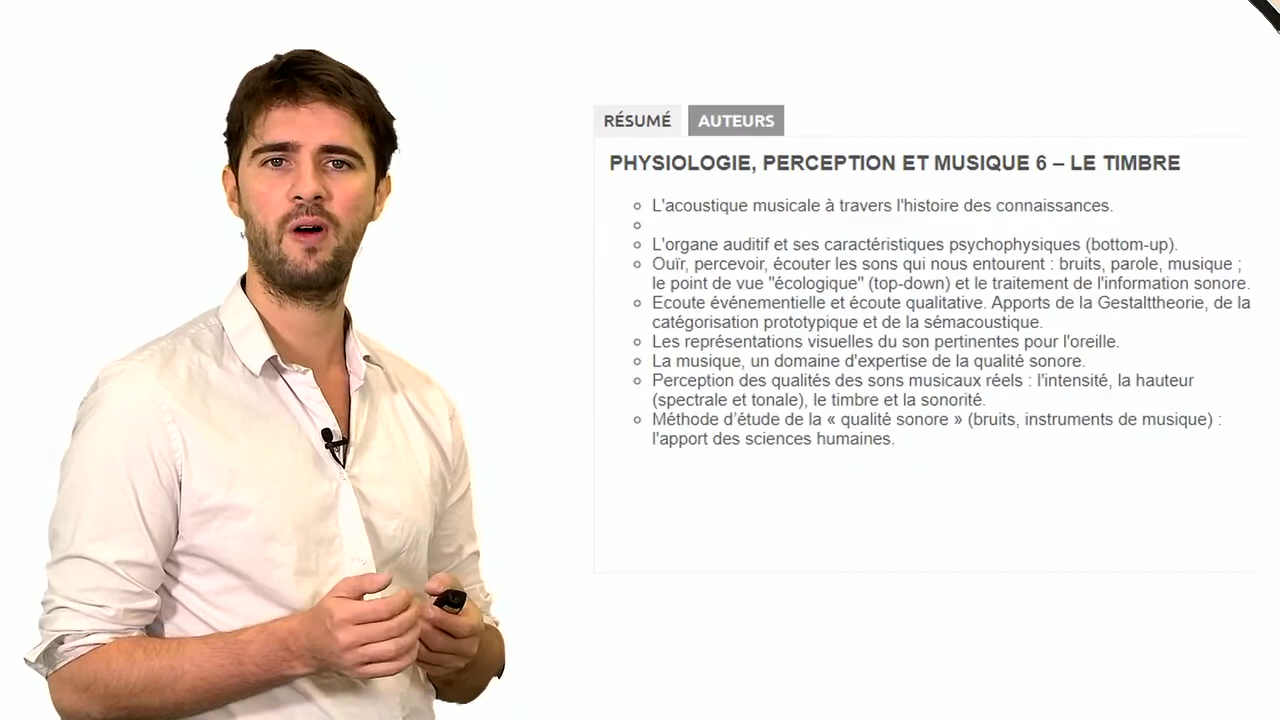 RÉSUMÉ
AUTEURS
PHYSIOLOGIE, PERCEPTION ET MUSIQUE 6 – LE TIMBRE
L'acoustique musicale à travers l'histoire des connaissances.
L'organe auditif et ses caractéristiques psychophysiques (bottom-up).
Ouïr, percevoir, écouter les sons qui nous entourent : bruits, parole, musique ;
le point de vue "écologique" (top-down) et le traitement de l'information sonore.
Ecoute événementielle et écoute qualitative. Apports de la Gestalttheorie, de la
catégorisation prototypique et de la sémacoustique.
Les représentations visuelles du son pertinentes pour l'oreille.
La musique, un domaine d'expertise de la qualité sonore.
Perception des qualités des sons musicaux réels : l'intensité, la hauteur
(spectrale et tonale), le timbre et la sonorité.
Méthode d’étude de la « qualité sonore » (bruits, instruments de musique) :
l'apport des sciences humaines.